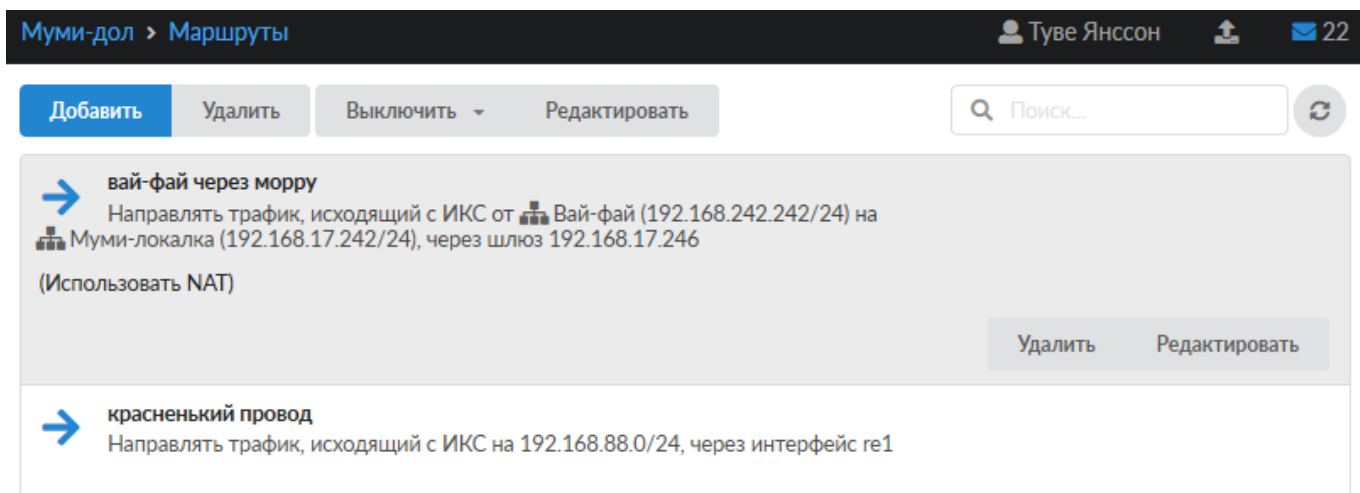 Муми-дол > Маршруты Туве Янссон 22
Добавить Удалить Выключить Редактировать Поиск...
вай-фай через морру
Направлять трафик, исходящий с ИКС от Вай-фай (192.168.242.242/24) на
Муми-локалка (192.168.17.242/24), через шлюз 192.168.17.246
(Использовать NAT)
Удалить Редактировать
красненький провод
Направлять трафик, исходящий с ИКС на 192.168.88.0/24, через интерфейс re1